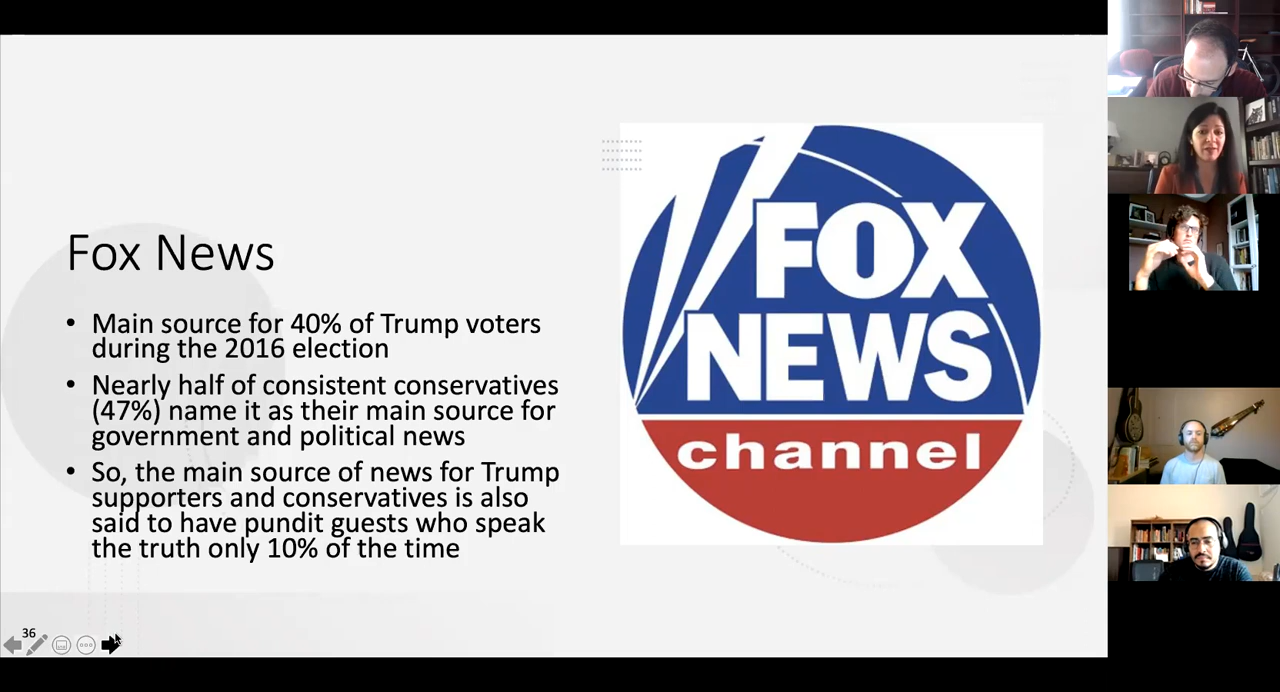 Fox News
• Main source for 40% of Trump voters
during the 2016 election
• Nearly half of consistent conservatives
(47%) name it as their main source for
government and political news
• So, the main source of news for Trump
supporters and conservatives is also
said to have pundit guests who speak
the truth only 10% of the time
FOX
NEWS
channel
36